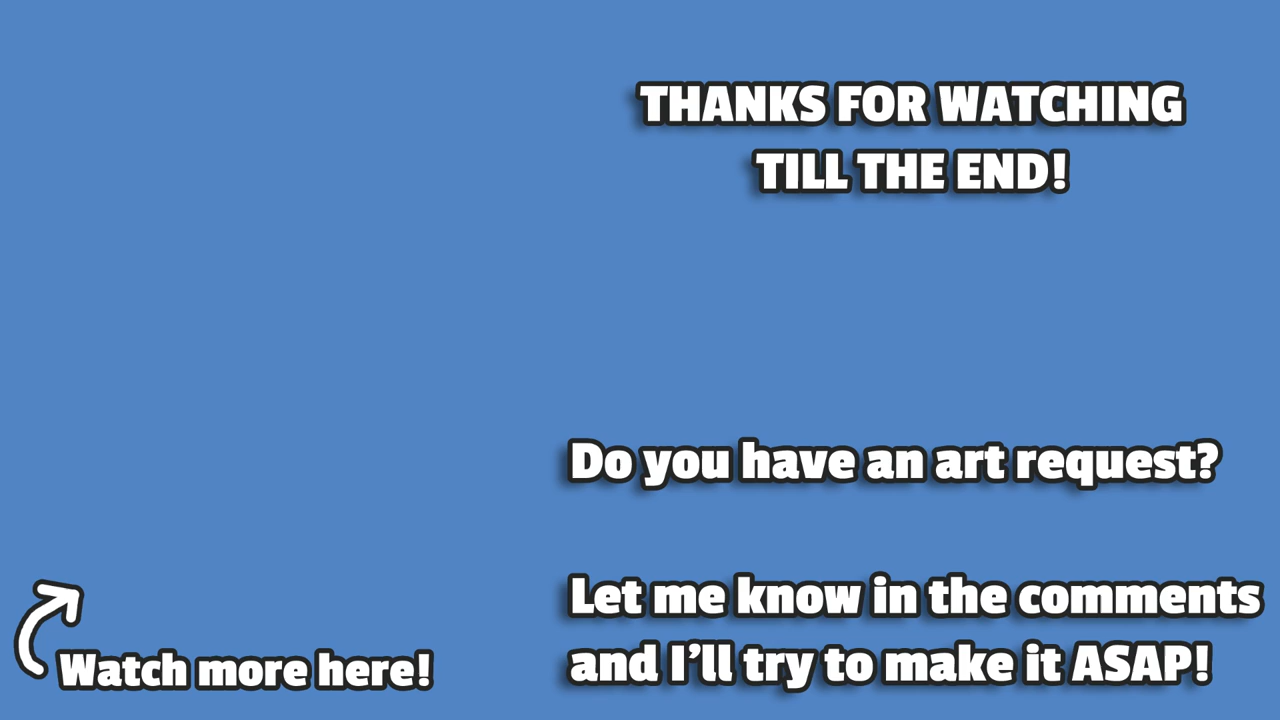 THANKS FOR WATCHING
TILL THE END!
Do you have an art request?
Let me know in the comments
and I’ll try to make it ASAP!
Watch more here!